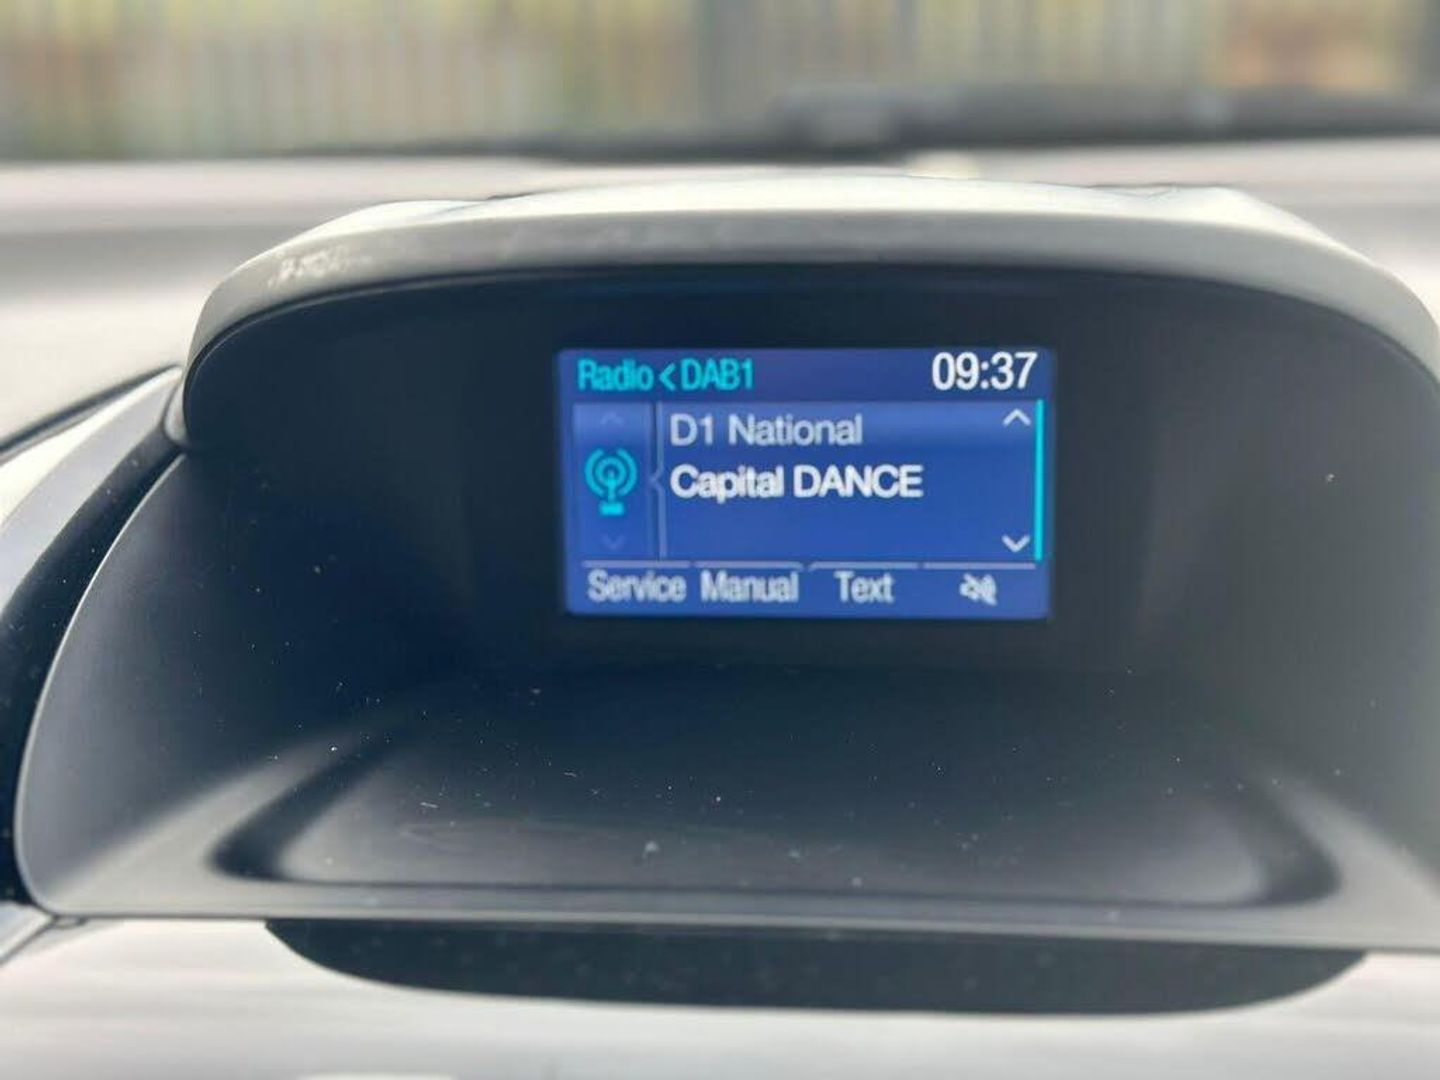 Radio < DAB1 09:37
D1 National
Capital DANCE
Service Manual Text